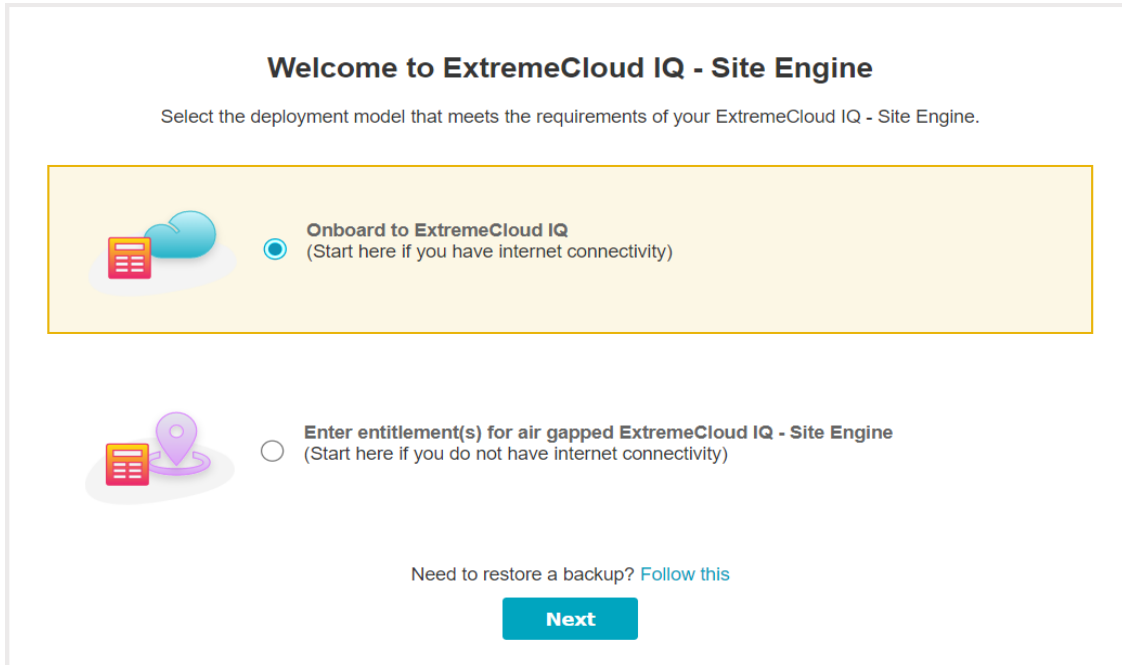 Welcome to ExtremeCloud IQ - Site Engine
Select the deployment model that meets the requirements of your ExtremeCloud IQ - Site Engine.
Onboard to ExtremeCloud IQ
(Start here if you have internet connectivity)
Enter entitlement(s) for air gapped ExtremeCloud IQ - Site Engine
(Start here if you do not have internet connectivity)
Need to restore a backup? Follow this
Next